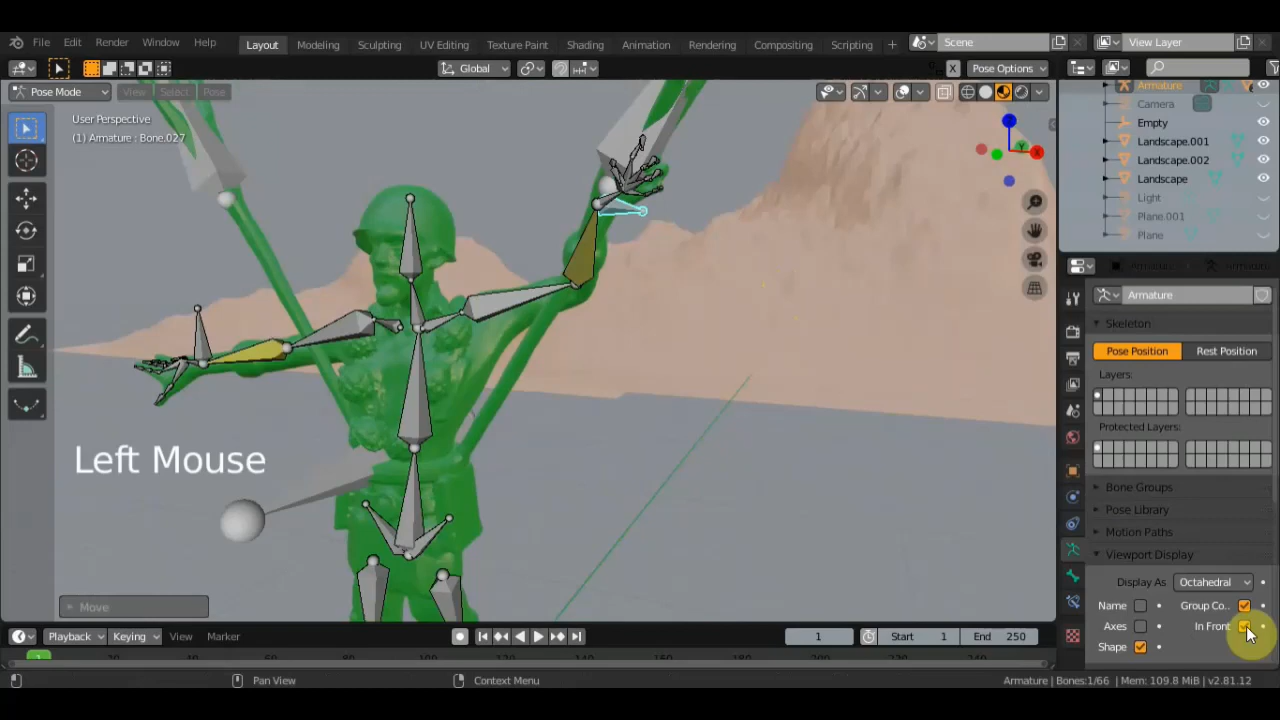 File Edit Render Window Help Layout Modeling Sculpting UV Editing Texture Paint Shading Animation Rendering Compositing Scripting + Scene View Layer
Global X Pose Options
Pose Mode View Select Pose
User Perspective
(1) Armature : Bone.027
Armature
Camera
Empty
Landscape.001
Landscape.002
Landscape
Light
Plane.001
Plane
Armature
Skeleton
Pose Position Rest Position
Layers:
Protected Layers:
Bone Groups
Pose Library
Motion Paths
Viewport Display
Display As Octahedral
Name Group Co..
Axes In Front
Shape
Left Mouse
Move
Playback Keying View Marker 1 Start 1 End 250
Pan View Context Menu Armature | Bones:1/66 | Mem: 109.8 MiB | v2.81.12